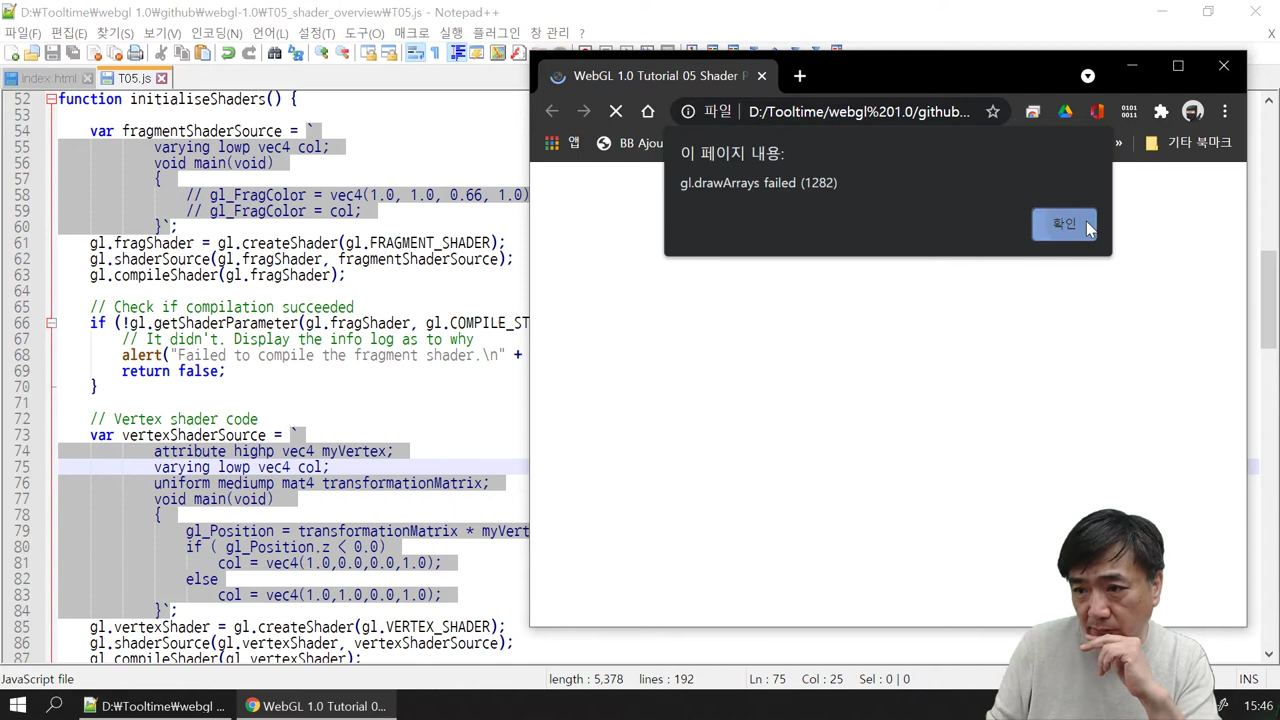 D:₩Tooltime₩webgl 1.0₩github₩webgl-1.0₩T05_shader_overview₩T05.js - Notepad++
파일(F) 편집(E) 찾기(S) 보기(V) 인코딩(N) 언어(L) 설정(T) 도구(O) 매크로 실행 플러그인 창 관리 ?
index.html T05.js
52 function initialiseShaders() {
53
54 var fragmentShaderSource = `
55 varying lowp vec4 col;
56 void main(void)
57 {
58 // gl_FragColor = vec4(1.0, 1.0, 0.66, 1.0)
59 // gl_FragColor = col;
60 }`;
61 gl.fragShader = gl.createShader(gl.FRAGMENT_SHADER);
62 gl.shaderSource(gl.fragShader, fragmentShaderSource);
63 gl.compileShader(gl.fragShader);
64
65 // Check if compilation succeeded
66 if (!gl.getShaderParameter(gl.fragShader, gl.COMPILE_ST
67 // It didn't. Display the info log as to why
68 alert("Failed to compile the fragment shader.\n" +
69 return false;
70 }
71
72 // Vertex shader code
73 var vertexShaderSource = `
74 attribute highp vec4 myVertex;
75 varying lowp vec4 col;
76 uniform mediump mat4 transformationMatrix;
77 void main(void)
78 {
79 gl_Position = transformationMatrix * myVert
80 if ( gl_Position.z < 0.0)
81 col = vec4(1.0,0.0,0.0,1.0);
82 else
83 col = vec4(1.0,1.0,0.0,1.0);
84 }`;
85 gl.vertexShader = gl.createShader(gl.VERTEX_SHADER);
86 gl.shaderSource(gl.vertexShader, vertexShaderSource);
87 gl.compileShader(gl.vertexShader);
WebGL 1.0 Tutorial 05 Shader P
파일 D:/Tooltime/webgl%201.0/github...
앱 BB Ajou » 기타 북마크
이 페이지 내용:
gl.drawArrays failed (1282)
확인
JavaScript file length : 5,378 lines : 192 Ln : 75 Col : 25 Sel : 0 | 0 INS
D:₩Tooltime₩webgl ... WebGL 1.0 Tutorial 0... 15:46